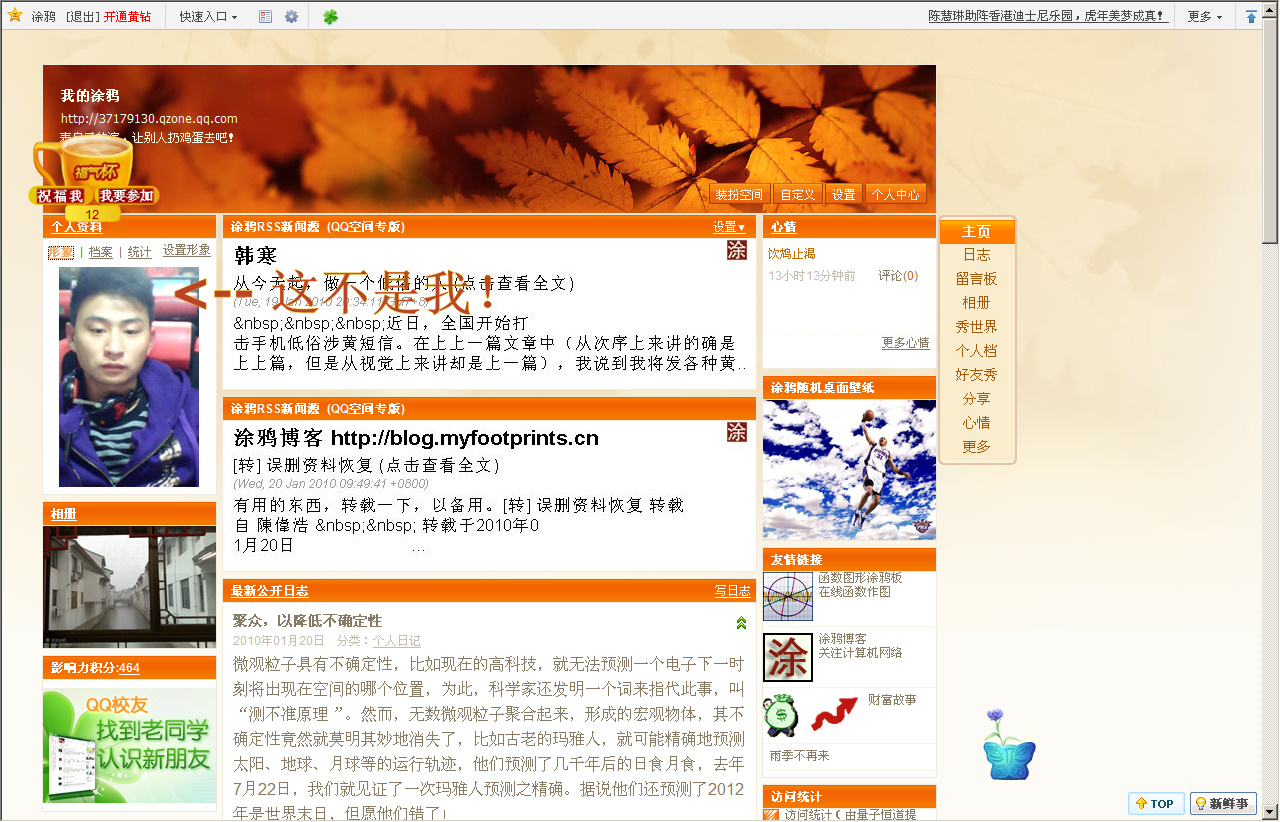 涂鸦 [退出] 开通黄钻 快速入口
陈慧琳助阵香港迪士尼乐园，虎年美梦成真！ 更多
我的涂鸦
http://37179130.qzone.qq.com
让别人扔鸡蛋去吧！
福气杯
祝福我 我要参加
12
装扮空间 自定义 设置 个人中心
个人资料
形象 | 档案 | 统计 设置形象
<-- 这不是我！
相册
影响力积分:464
QQ校友
找到老同学
认识新朋友
涂鸦RSS新闻源 (QQ空间专版) 设置
韩寒
涂
从今天起，做一个低俗的人 (点击查看全文)
(Tue, 19 Jan 2010 20:34:11
&nbsp;&nbsp;&nbsp;近日，全国开始打
击手机低俗涉黄短信。在上上一篇文章中（从次序上来讲的确是
上上篇，但是从视觉上来讲却是上一篇），我说到我将发各种黄..
涂鸦RSS新闻源 (QQ空间专版)
涂鸦博客 http://blog.myfootprints.cn
涂
[转] 误删资料恢复 (点击查看全文)
(Wed, 20 Jan 2010 09:49:41 +0800)
有用的东西，转载一下，以备用。[转] 误删资料恢复 转载
自 陳偉浩 &nbsp;&nbsp; 转载于2010年0
1月20日 ...
最新公开日志 写日志
聚众，以降低不确定性
2010年01月20日 分类：个人日记
微观粒子具有不确定性，比如现在的高科技，就无法预测一个电子下一时
刻将出现在空间的哪个位置，为此，科学家还发明一个词来指代此事，叫
“测不准原理 ”。然而，无数微观粒子聚合起来，形成的宏观物体，其不
确定性竟然就莫明其妙地消失了，比如古老的玛雅人，就可能精确地预测
太阳、地球、月球等的运行轨迹，他们预测了几千年后的日食月食，去年
7月22日，我们就见证了一次玛雅人预测之精确。据说他们还预测了2012
年是世界末日，但愿他们错了！
心情
饮鸩止渴
13小时13分钟前 评论(0)
更多心情
涂鸦随机桌面壁纸
友情链接
函数图形涂鸦板
在线函数作图
涂
涂鸦博客
关注计算机网络
财富故事
雨季不再来
访问统计
访问统计（由量子恒道提
主页
日志
留言板
相册
秀世界
个人档
好友秀
分享
心情
更多
TOP 新鲜事